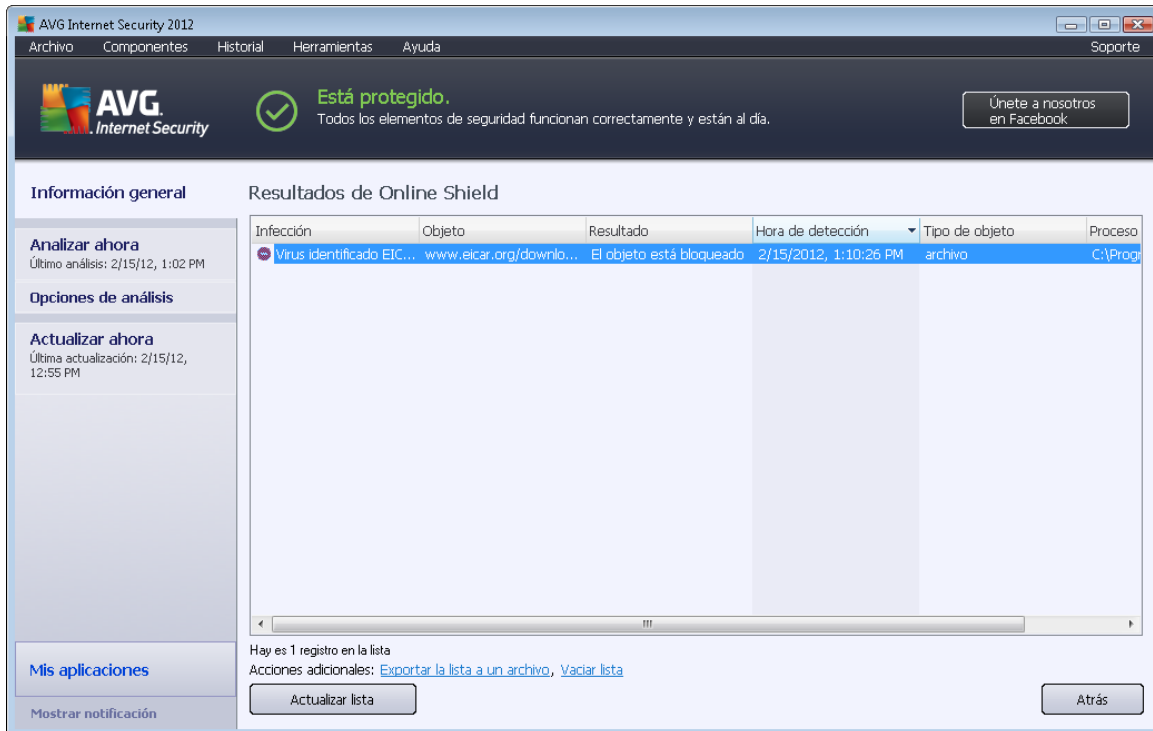 AVG Internet Security 2012
Archivo Componentes Historial Herramientas Ayuda Soporte
AVG.
Internet Security
Está protegido.
Todos los elementos de seguridad funcionan correctamente y están al día.
Únete a nosotros
en Facebook
Información general
Analizar ahora
Último análisis: 2/15/12, 1:02 PM
Opciones de análisis
Actualizar ahora
Última actualización: 2/15/12,
12:55 PM
Mis aplicaciones
Mostrar notificación
Resultados de Online Shield
Infección Objeto Resultado Hora de detección Tipo de objeto Proceso
Virus identificado EIC... www.eicar.org/downlo... El objeto está bloqueado 2/15/2012, 1:10:26 PM archivo C:\Progr
Hay es 1 registro en la lista
Acciones adicionales: Exportar la lista a un archivo, Vaciar lista
Actualizar lista Atrás